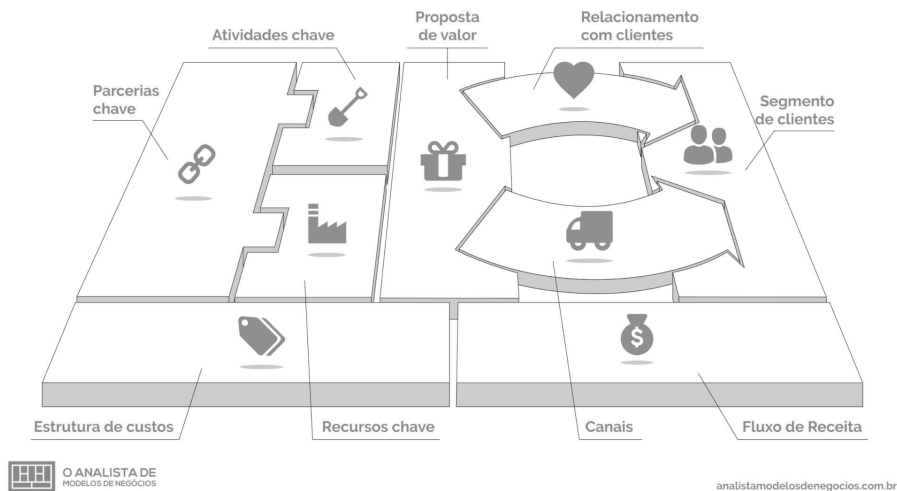 Proposta
de valor
Relacionamento
com clientes
Atividades chave
Parcerias
chave
Segmento
de clientes
$
Estrutura de custos
Recursos chave
Canais
Fluxo de Receita
O ANALISTA DE
MODELOS DE NEGÓCIOS
analistamodelosdenegocios.com.br